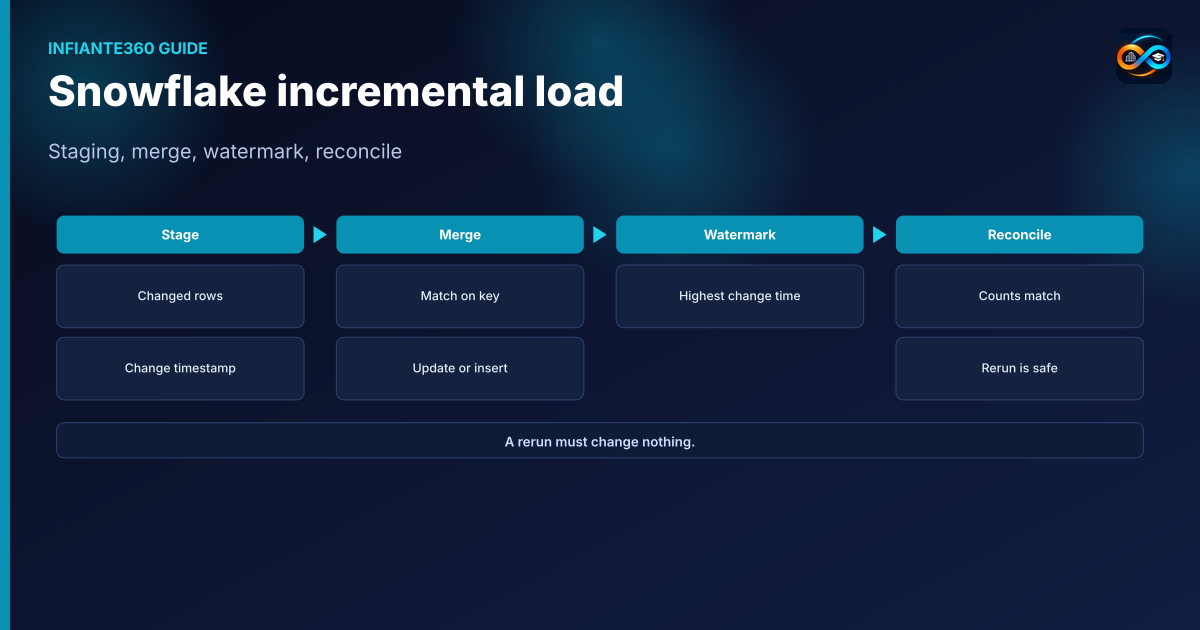 INFIANTE360 GUIDE
Snowflake incremental load
Staging, merge, watermark, reconcile
Stage
Merge
Watermark
Reconcile
Changed rows
Match on key
Highest change time
Counts match
Change timestamp
Update or insert
Rerun is safe
A rerun must change nothing.